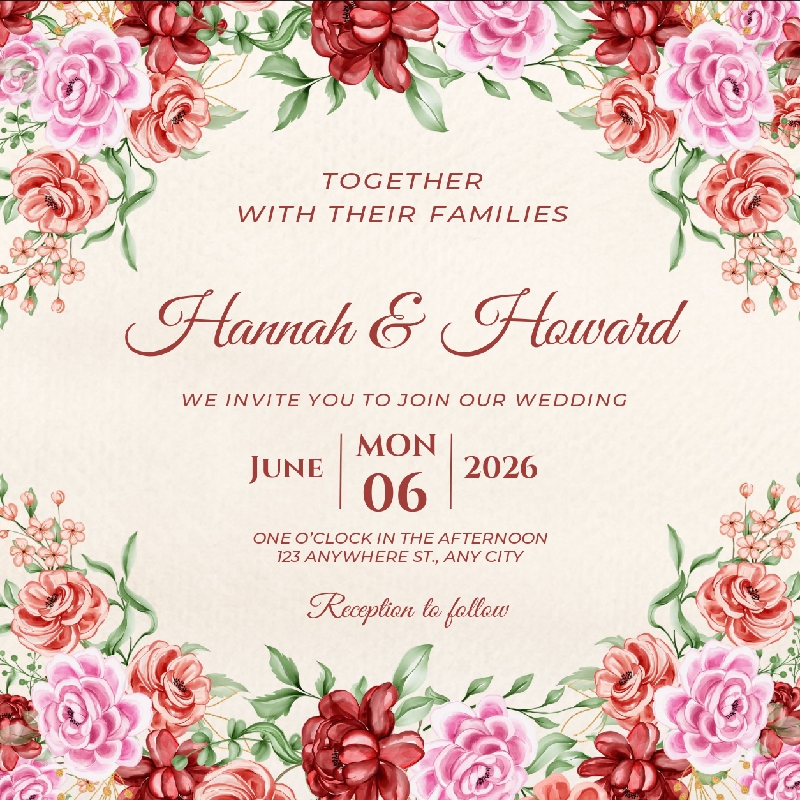 TOGETHER
WITH THEIR FAMILIES
Hannah & Howard
WE INVITE YOU TO JOIN OUR WEDDING
JUNE | MON 06 | 2026
ONE O'CLOCK IN THE AFTERNOON
123 ANYWHERE ST., ANY CITY
Reception to follow